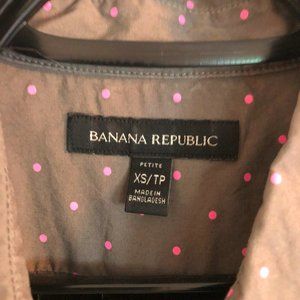 BANANA REPUBLIC
PETITE
XS/TP
MADE IN
BANGLADESH